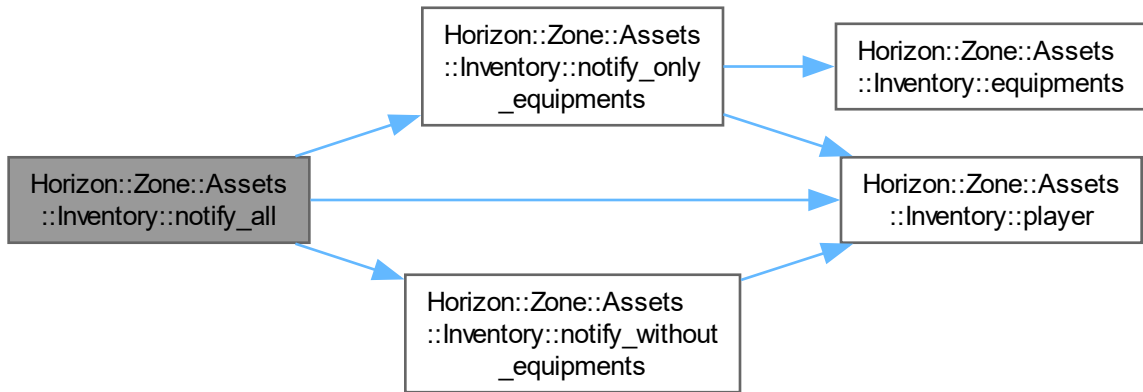 Horizon::Zone::Assets
::Inventory::notify_all
Horizon::Zone::Assets
::Inventory::notify_only
_equipments
Horizon::Zone::Assets
::Inventory::equipments
Horizon::Zone::Assets
::Inventory::player
Horizon::Zone::Assets
::Inventory::notify_without
_equipments